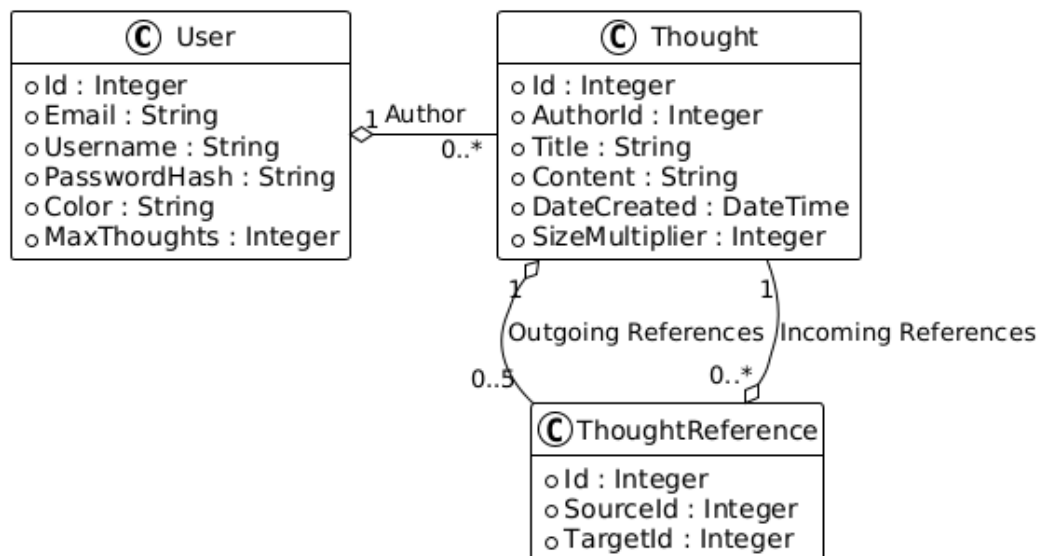 C User
Id : Integer
Email : String
Username : String
PasswordHash : String
Color : String
MaxThoughts : Integer
1 Author
0..*
C Thought
Id : Integer
AuthorId : Integer
Title : String
Content : String
DateCreated : DateTime
SizeMultiplier : Integer
1
1
Outgoing References
Incoming References
0..5
0..*
C ThoughtReference
Id : Integer
SourceId : Integer
TargetId : Integer